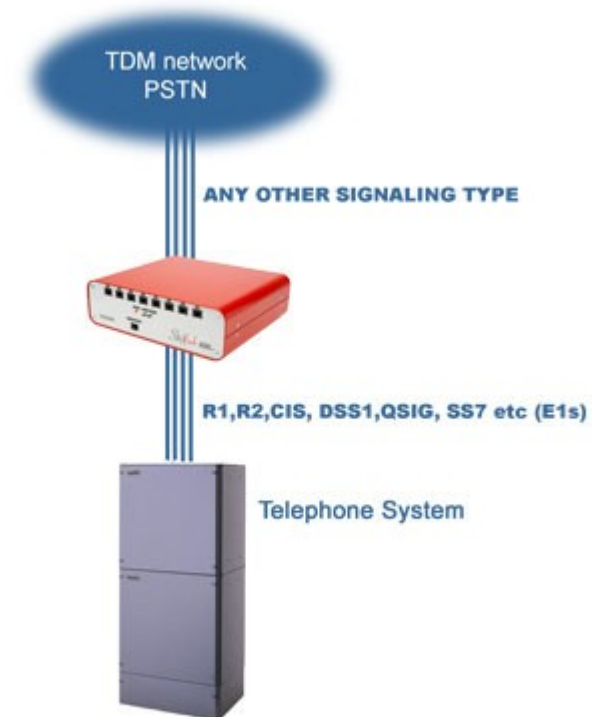 TDM network
PSTN
ANY OTHER SIGNALING TYPE
R1,R2,CIS, DSS1,QSIG, SS7 etc (E1s)
Telephone System